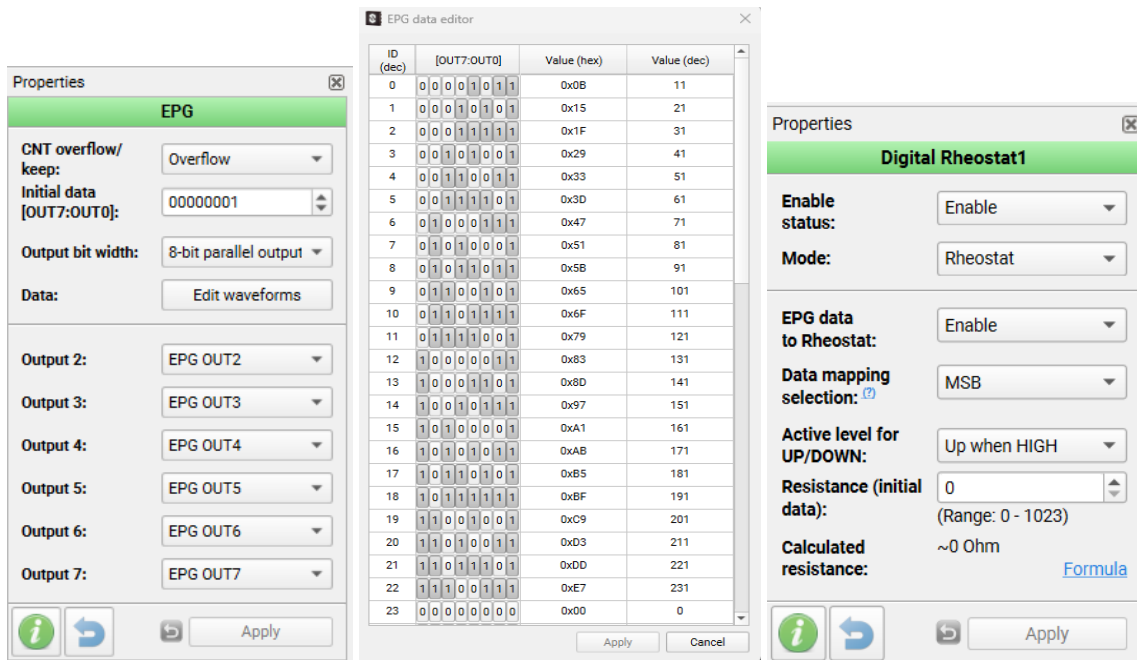 Properties
EPG
CNT overflow/
keep:
Overflow
Initial data
[OUT7:OUT0]:
00000001
Output bit width:
8-bit parallel output
Data:
Edit waveforms
Output 2:
EPG OUT2
Output 3:
EPG OUT3
Output 4:
EPG OUT4
Output 5:
EPG OUT5
Output 6:
EPG OUT6
Output 7:
EPG OUT7
Apply
EPG data editor
ID (dec) [OUT7:OUT0] Value (hex) Value (dec)
0 0 0 0 0 1 0 1 1 0x0B 11
1 0 0 0 1 0 1 0 1 0x15 21
2 0 0 0 1 1 1 1 1 0x1F 31
3 0 0 1 0 1 0 0 1 0x29 41
4 0 0 1 1 0 0 1 1 0x33 51
5 0 0 1 1 1 1 0 1 0x3D 61
6 0 1 0 0 0 1 1 1 0x47 71
7 0 1 0 1 0 0 0 1 0x51 81
8 0 1 0 1 1 0 1 1 0x5B 91
9 0 1 1 0 0 1 0 1 0x65 101
10 0 1 1 0 1 1 1 1 0x6F 111
11 0 1 1 1 1 0 0 1 0x79 121
12 1 0 0 0 0 0 1 1 0x83 131
13 1 0 0 0 1 1 0 1 0x8D 141
14 1 0 0 1 0 1 1 1 0x97 151
15 1 0 1 0 0 0 0 1 0xA1 161
16 1 0 1 0 1 0 1 1 0xAB 171
17 1 0 1 1 0 1 0 1 0xB5 181
18 1 0 1 1 1 1 1 1 0xBF 191
19 1 1 0 0 1 0 0 1 0xC9 201
20 1 1 0 1 0 0 1 1 0xD3 211
21 1 1 0 1 1 1 0 1 0xDD 221
22 1 1 1 0 0 1 1 1 0xE7 231
23 0 0 0 0 0 0 0 0 0x00 0
Apply
Cancel
Properties
Digital Rheostat1
Enable
status:
Enable
Mode:
Rheostat
EPG data
to Rheostat:
Enable
Data mapping
selection: (?)
MSB
Active level for
UP/DOWN:
Up when HIGH
Resistance (initial
data):
0
(Range: 0 - 1023)
Calculated
resistance:
~0 Ohm
Formula
Apply